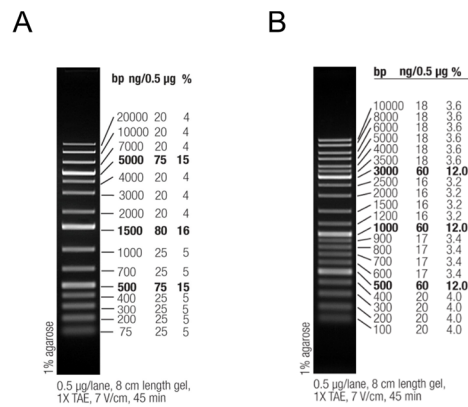 A
bp ng/0.5 µg %
20000 20 4
10000 20 4
7000 20 4
5000 75 15
4000 20 4
3000 20 4
2000 20 4
1500 80 16
1000 25 5
700 25 5
500 75 15
400 25 5
300 25 5
200 25 5
75 25 5
1% agarose
0.5 µg/lane, 8 cm length gel,
1X TAE, 7 V/cm, 45 min
B
bp ng/0.5 µg %
10000 18 3.6
8000 18 3.6
6000 18 3.6
5000 18 3.6
4000 18 3.6
3500 18 3.6
3000 60 12.0
2500 16 3.2
2000 16 3.2
1500 16 3.2
1200 16 3.2
1000 60 12.0
900 17 3.4
800 17 3.4
700 17 3.4
600 17 3.4
500 60 12.0
400 20 4.0
300 20 4.0
200 20 4.0
100 20 4.0
1% agarose
0.5 µg/lane, 8 cm length gel,
1X TAE, 7 V/cm, 45 min